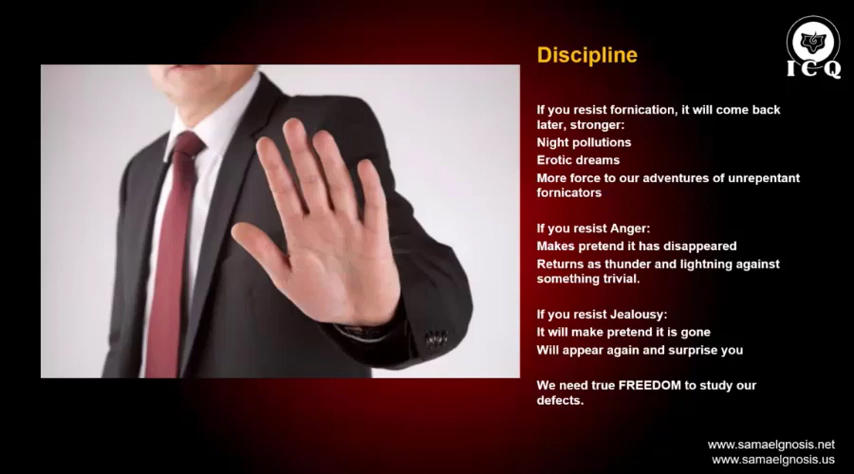 Discipline
ICQ
If you resist fornication, it will come back
later, stronger:
Night pollutions
Erotic dreams
More force to our adventures of unrepentant
fornicators
If you resist Anger:
Makes pretend it has disappeared
Returns as thunder and lightning against
something trivial.
If you resist Jealousy:
It will make pretend it is gone
Will appear again and surprise you
We need true FREEDOM to study our
defects.
www.samaelgnosis.net
www.samaelgnosis.us